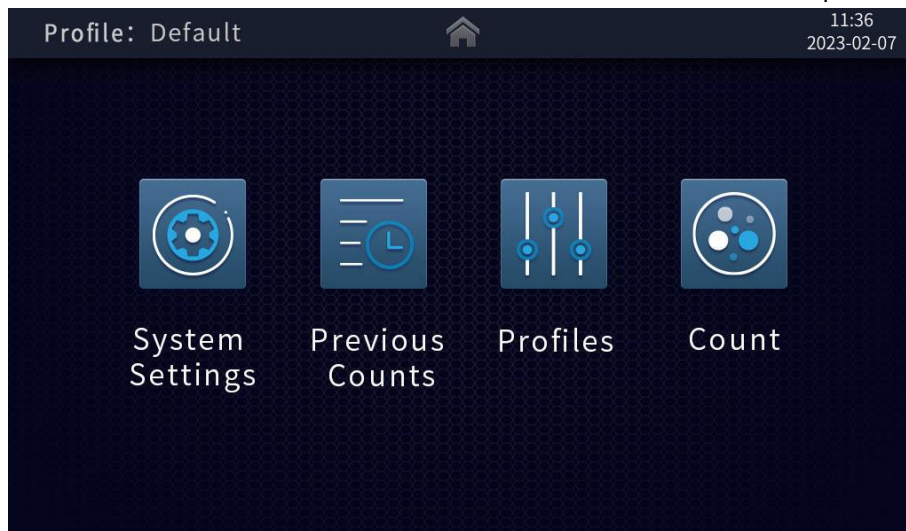 Profile: Default
11:36
2023-02-07
System
Settings
Previous
Counts
Profiles
Count